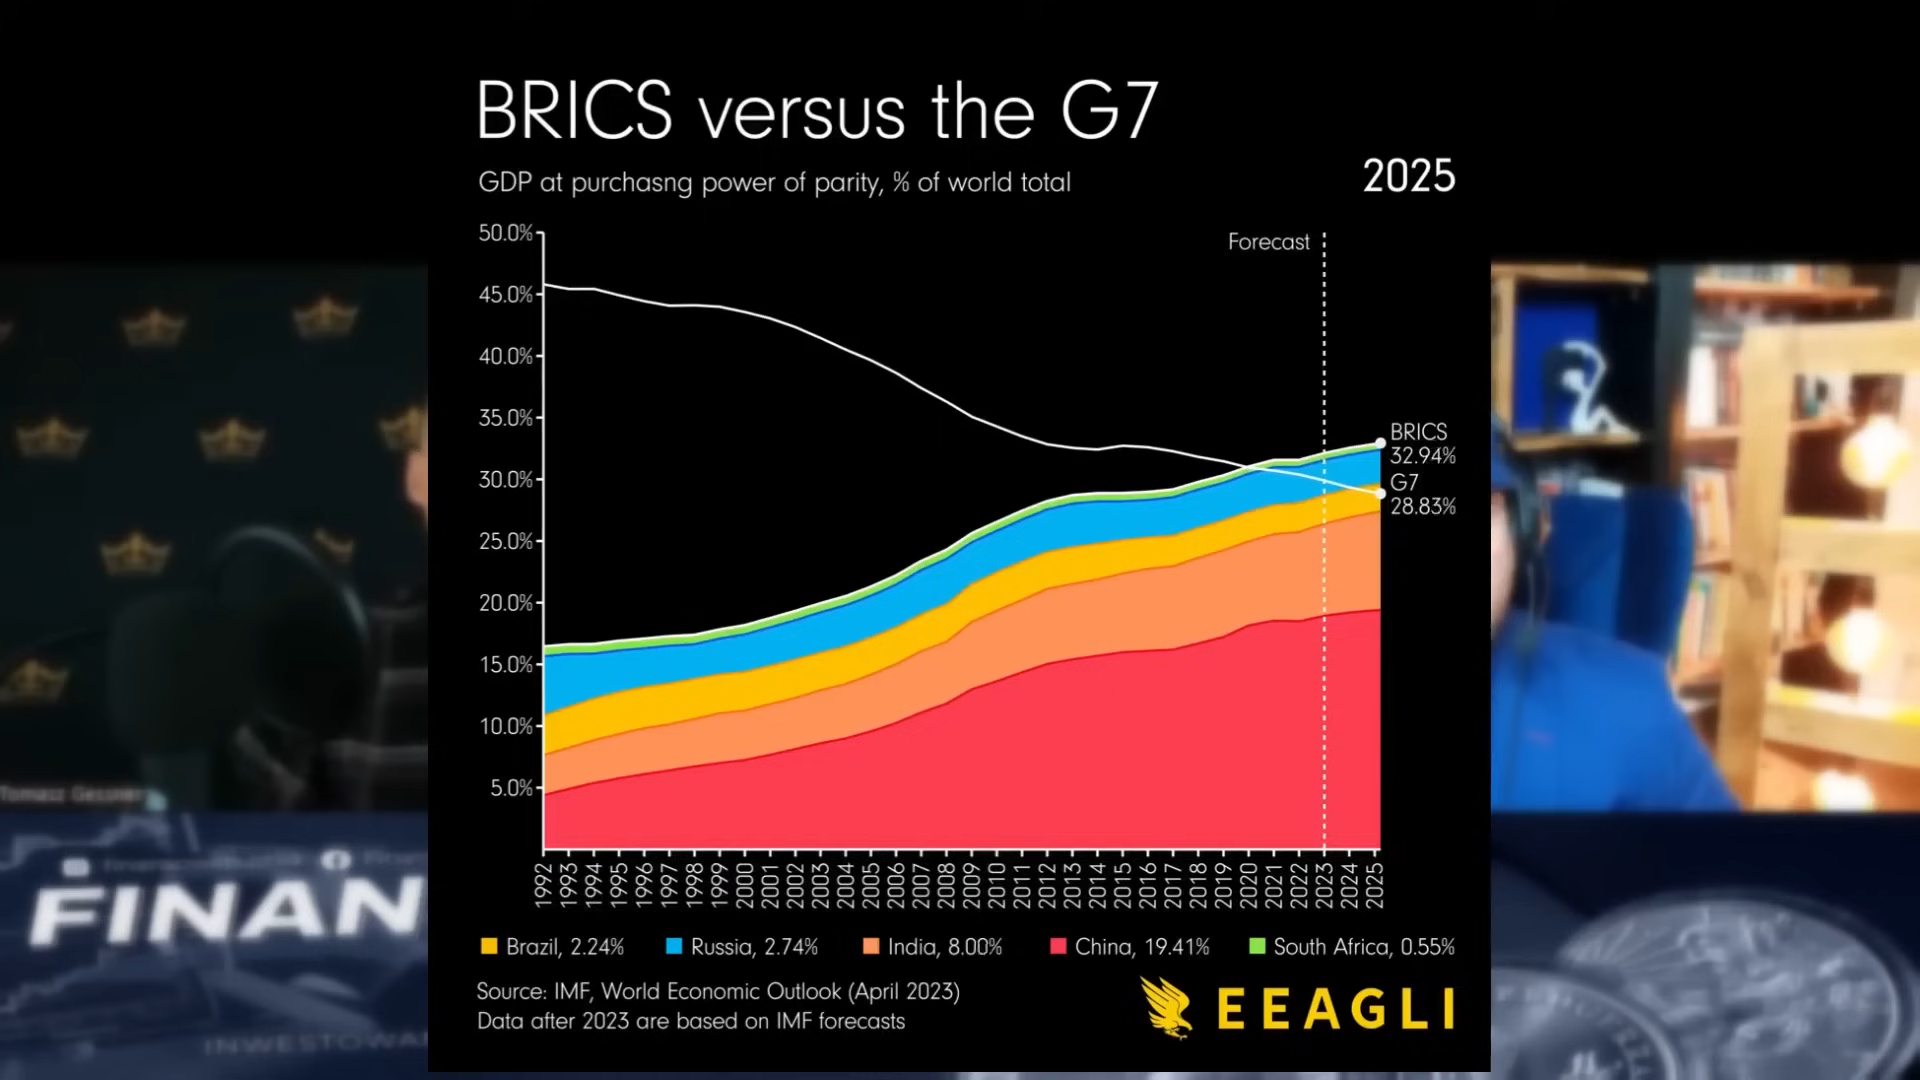 BRICS versus the G7
GDP at purchasng power of parity, % of world total
2025
50.0%
Forecast
45.0%
40.0%
35.0%
BRICS
32.94%
30.0%
G7
28.83%
25.0%
20.0%
15.0%
10.0%
5.0%
1992 1993 1994 1995 1996 1997 1998 1999 2000 2001 2002 2003 2004 2005 2006 2007 2008 2009 2010 2011 2012 2013 2014 2015 2016 2017 2018 2019 2020 2021 2022 2023 2024 2025
Brazil, 2.24% Russia, 2.74% India, 8.00% China, 19.41% South Africa, 0.55%
Source: IMF, World Economic Outlook (April 2023)
Data after 2023 are based on IMF forecasts
EEAGLI
Tomasz
FINAN
INWESTOWA